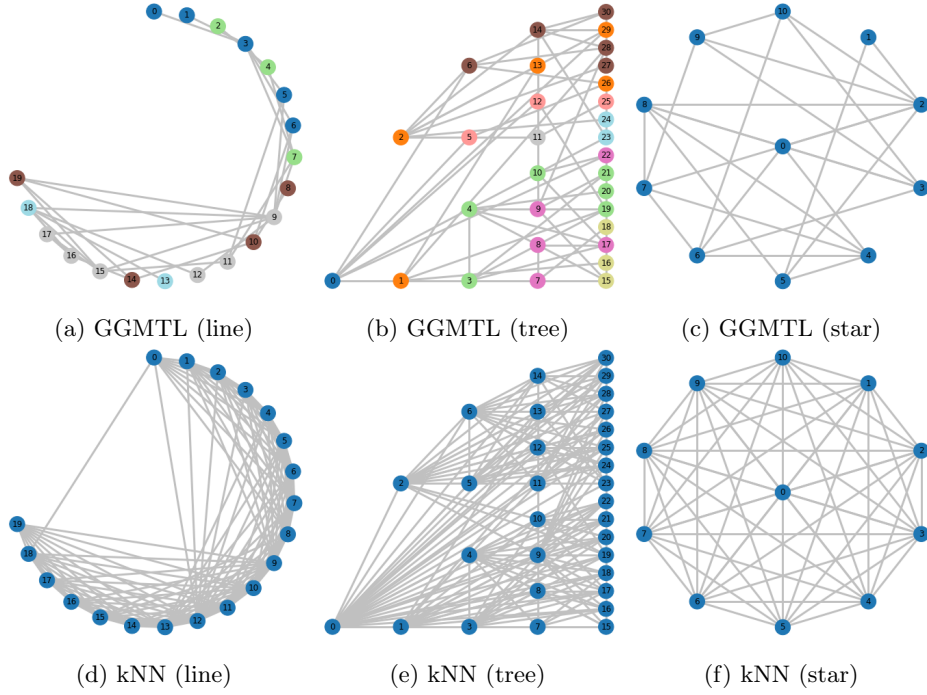 0 1 2 3 4 5 6 7 8 9 10 11 12 13 14 15 16 17 18 19
0 1 2 3 4 5 6 7 8 9 10 11 12 13 14 15 16 17 18 19 20 21 22 23 24 25 26 27 28 29 30
0 1 2 3 4 5 6 7 8 9 10
(a) GGMTL (line)
(b) GGMTL (tree)
(c) GGMTL (star)
0 1 2 3 4 5 6 7 8 9 10 11 12 13 14 15 16 17 18 19
0 1 2 3 4 5 6 7 8 9 10 11 12 13 14 15 16 17 18 19 20 21 22 23 24 25 26 27 28 29 30
0 1 2 3 4 5 6 7 8 9 10
(d) kNN (line)
(e) kNN (tree)
(f) kNN (star)